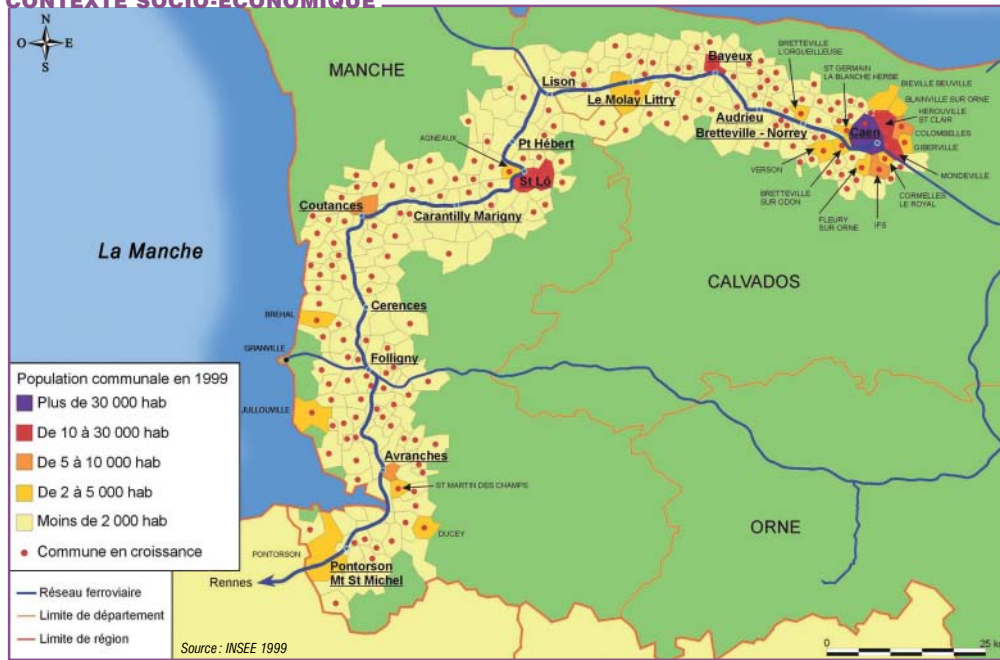 CONTEXTE SOCIO-ÉCONOMIQUE
N
O
E
S
MANCHE
Lison
Bayeux
BRETTEVILLE
L'ORGUEILLEUSE
ST GERMAIN
LA BLANCHE HERBE
BIEVILLE BEUVILLE
BLAINVILLE SUR ORNE
HEROUVILLE
ST CLAIR
COLOMBELLES
GIBERVILLE
MONDEVILLE
CORMELLES
LE ROYAL
IFS
FLEURY
SUR ORNE
BRETTEVILLE
SUR ODON
VERSON
Caen
Le Molay Littry
Audrieu
Bretteville - Norrey
AGNEAUX
Pt Hébert
St Lô
Coutances
Carantilly Marigny
La Manche
CALVADOS
Cerences
BREHAL
GRANVILLE
Folligny
JULLOUVILLE
Avranches
ST MARTIN DES CHAMPS
DUCEY
ORNE
PONTORSON
Pontorson
Mt St Michel
Rennes
Population communale en 1999
Plus de 30 000 hab
De 10 à 30 000 hab
De 5 à 10 000 hab
De 2 à 5 000 hab
Moins de 2 000 hab
Commune en croissance
Réseau ferroviaire
Limite de département
Limite de région
Source : INSEE 1999
0 25 km